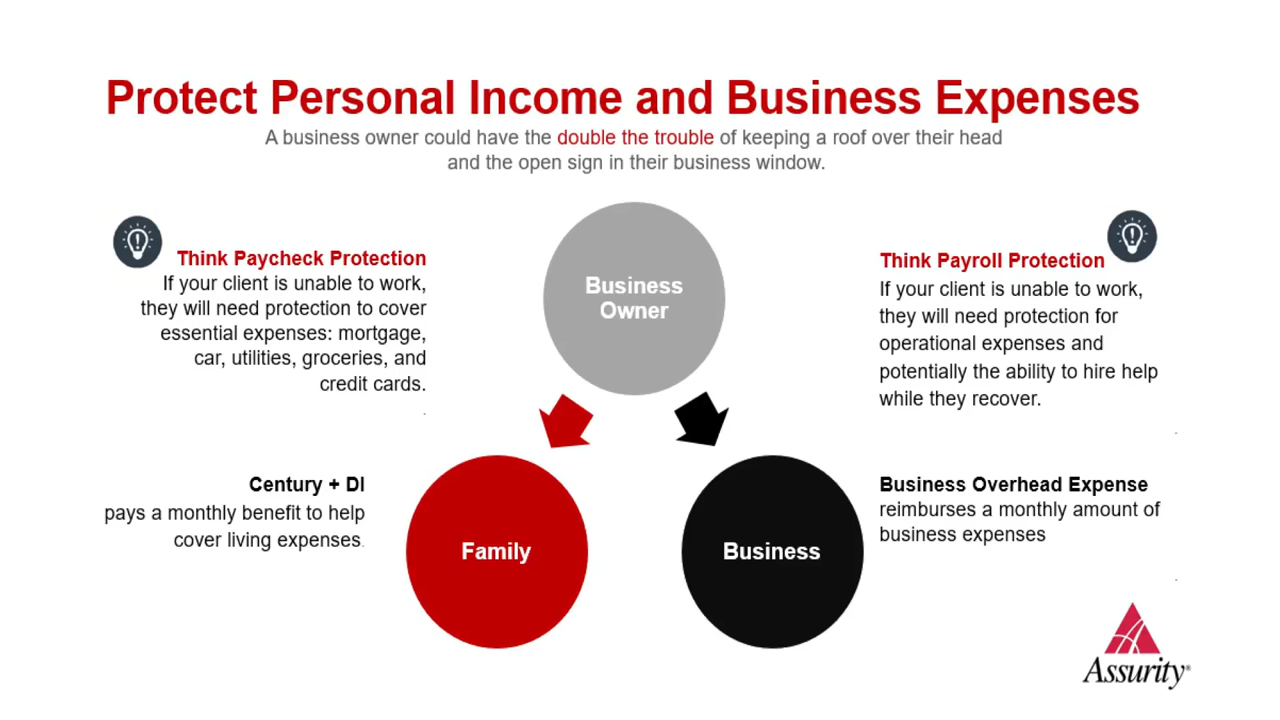 Protect Personal Income and Business Expenses
A business owner could have the double the trouble of keeping a roof over their head
and the open sign in their business window.
Think Paycheck Protection
If your client is unable to work,
they will need protection to cover
essential expenses: mortgage,
car, utilities, groceries, and
credit cards.
.
Business
Owner
Think Payroll Protection
If your client is unable to work,
they will need protection for
operational expenses and
potentially the ability to hire help
while they recover.
.
Century + DI
pays a monthly benefit to help
cover living expenses.
Family
Business
Business Overhead Expense
reimburses a monthly amount of
business expenses
.
Assurity®